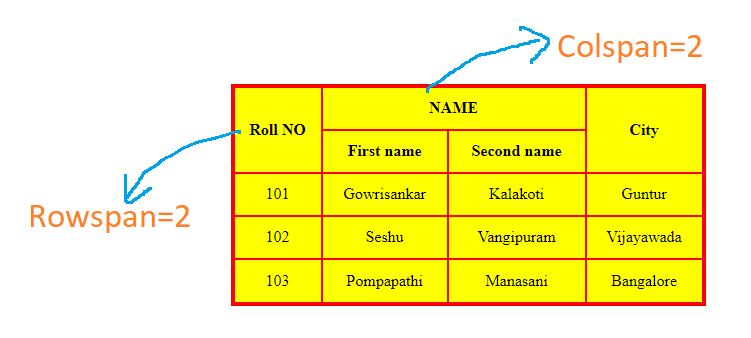 Colspan=2
NAME
Roll NO City
First name Second name
101 Gowrisankar Kalakoti Guntur
Rowspan=2
102 Seshu Vangipuram Vijayawada
103 Pompapathi Manasani Bangalore